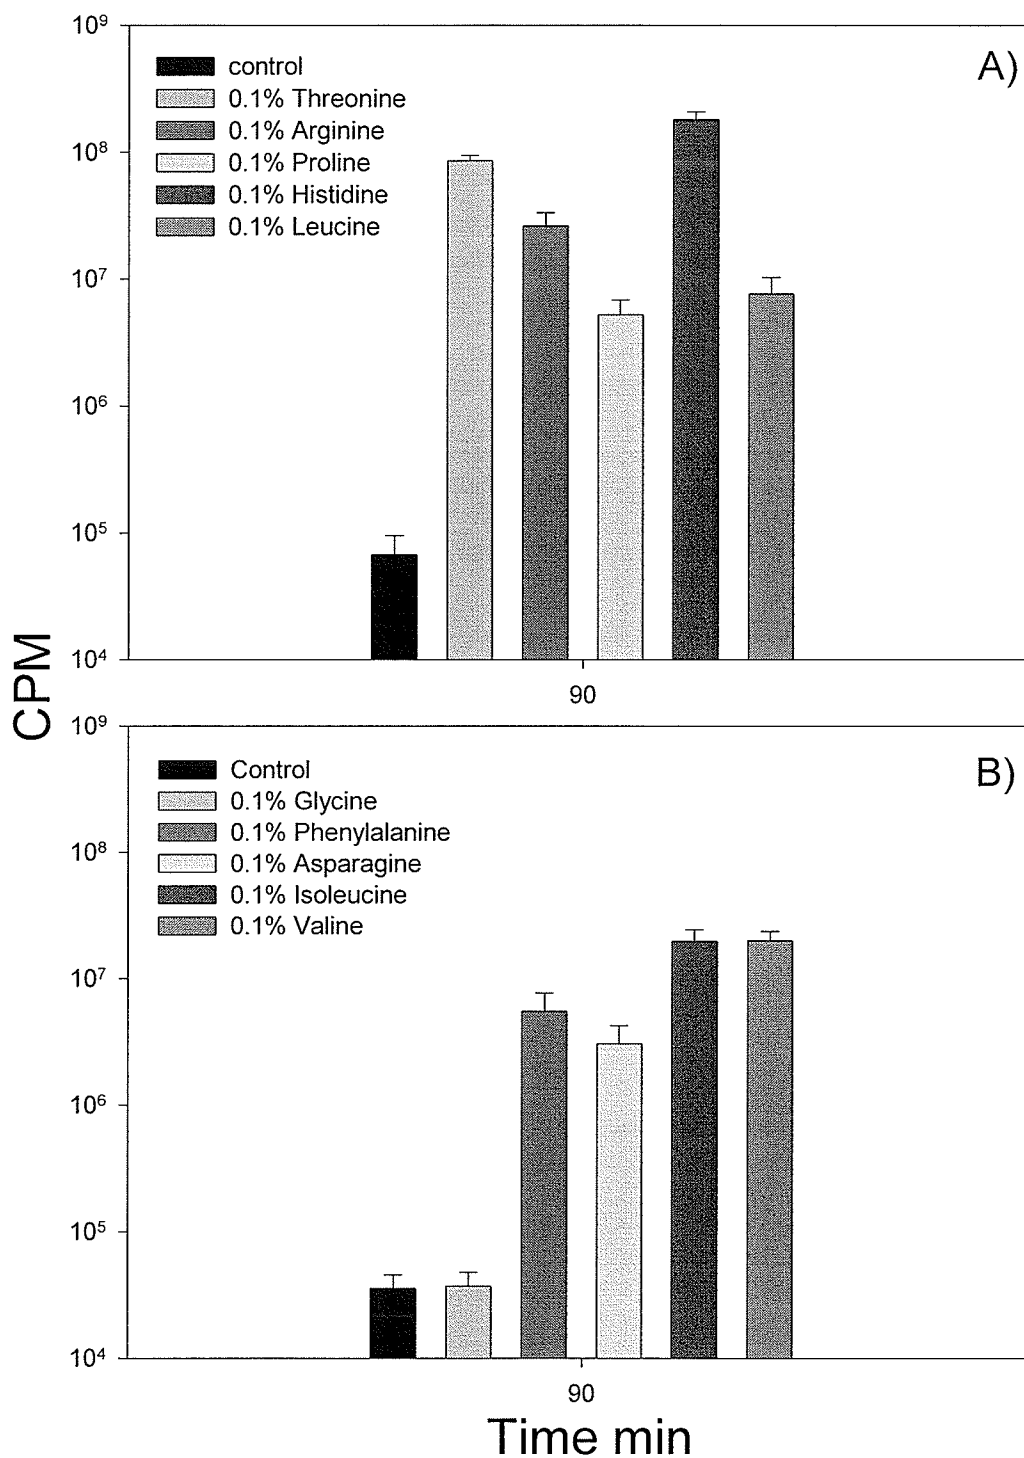 10⁹
A)
control
0.1% Threonine
0.1% Arginine
0.1% Proline
0.1% Histidine
0.1% Leucine
10⁸
10⁷
10⁶
10⁵
10⁴
90
CPM
10⁹
B)
Control
0.1% Glycine
0.1% Phenylalanine
0.1% Asparagine
0.1% Isoleucine
0.1% Valine
10⁸
10⁷
10⁶
10⁵
10⁴
90
Time min